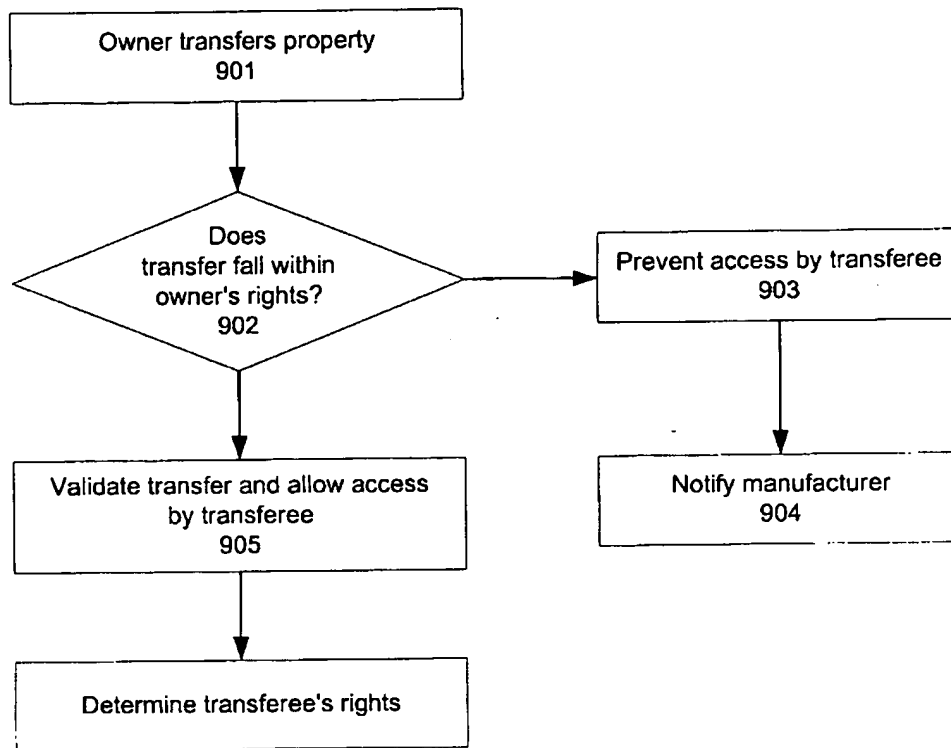 Owner transfers property
901
Does
transfer fall within
owner's rights?
902
Prevent access by transferee
903
Validate transfer and allow access
by transferee
905
Notify manufacturer
904
Determine transferee's rights